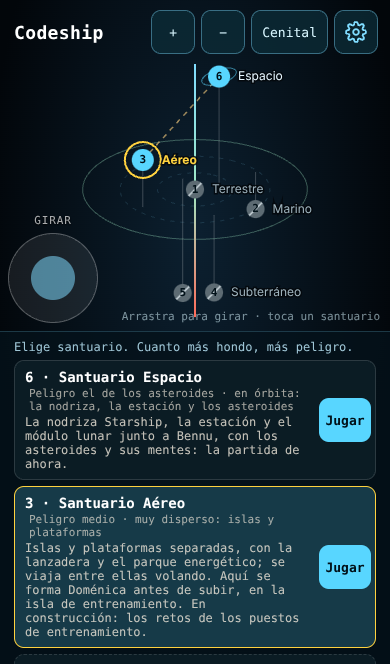 Codeship
+
−
Cenital
6 Espacio
3 Aéreo
1 Terrestre
2 Marino
GIRAR
5
4 Subterráneo
Arrastra para girar · toca un santuario
Elige santuario. Cuanto más hondo, más peligro.
6 · Santuario Espacio
Peligro el de los asteroides · en órbita:
la nodriza, la estación y los asteroides
La nodriza Starship, la estación y el
módulo lunar junto a Bennu, con los
asteroides y sus mentes: la partida de
ahora.
Jugar
3 · Santuario Aéreo
Peligro medio · muy disperso: islas y
plataformas
Islas y plataformas separadas, con la
lanzadera y el parque energético; se
viaja entre ellas volando. Aquí se
forma Doménica antes de subir, en la
isla de entrenamiento. En
construcción: los retos de los puestos
de entrenamiento.
Jugar